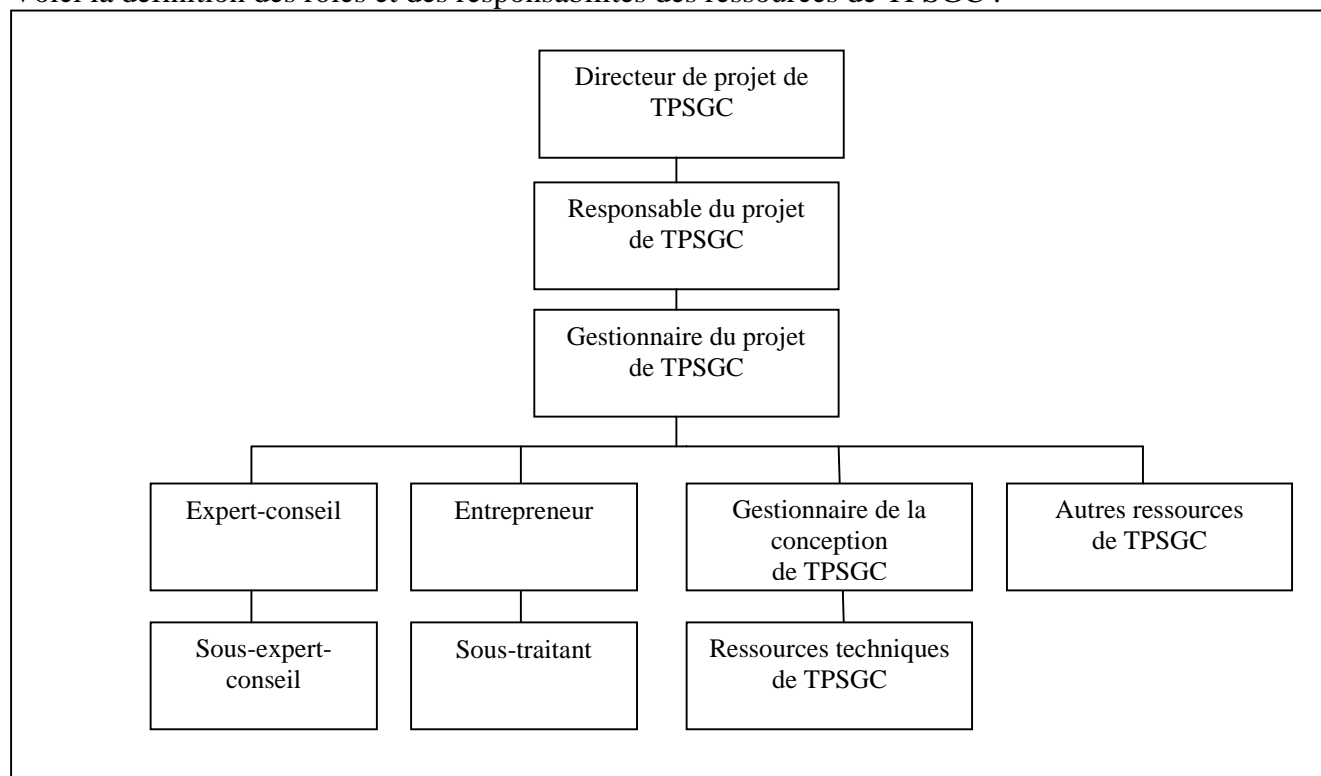 Voici la définition des rôles et des responsabilités des ressources de TPSGC :
Directeur de projet de
TPSGC
Responsable du projet
de TPSGC
Gestionnaire du projet
de TPSGC
Expert-conseil
Entrepreneur
Gestionnaire de la
conception
de TPSGC
Autres ressources
de TPSGC
Sous-expert-
conseil
Sous-traitant
Ressources techniques
de TPSGC